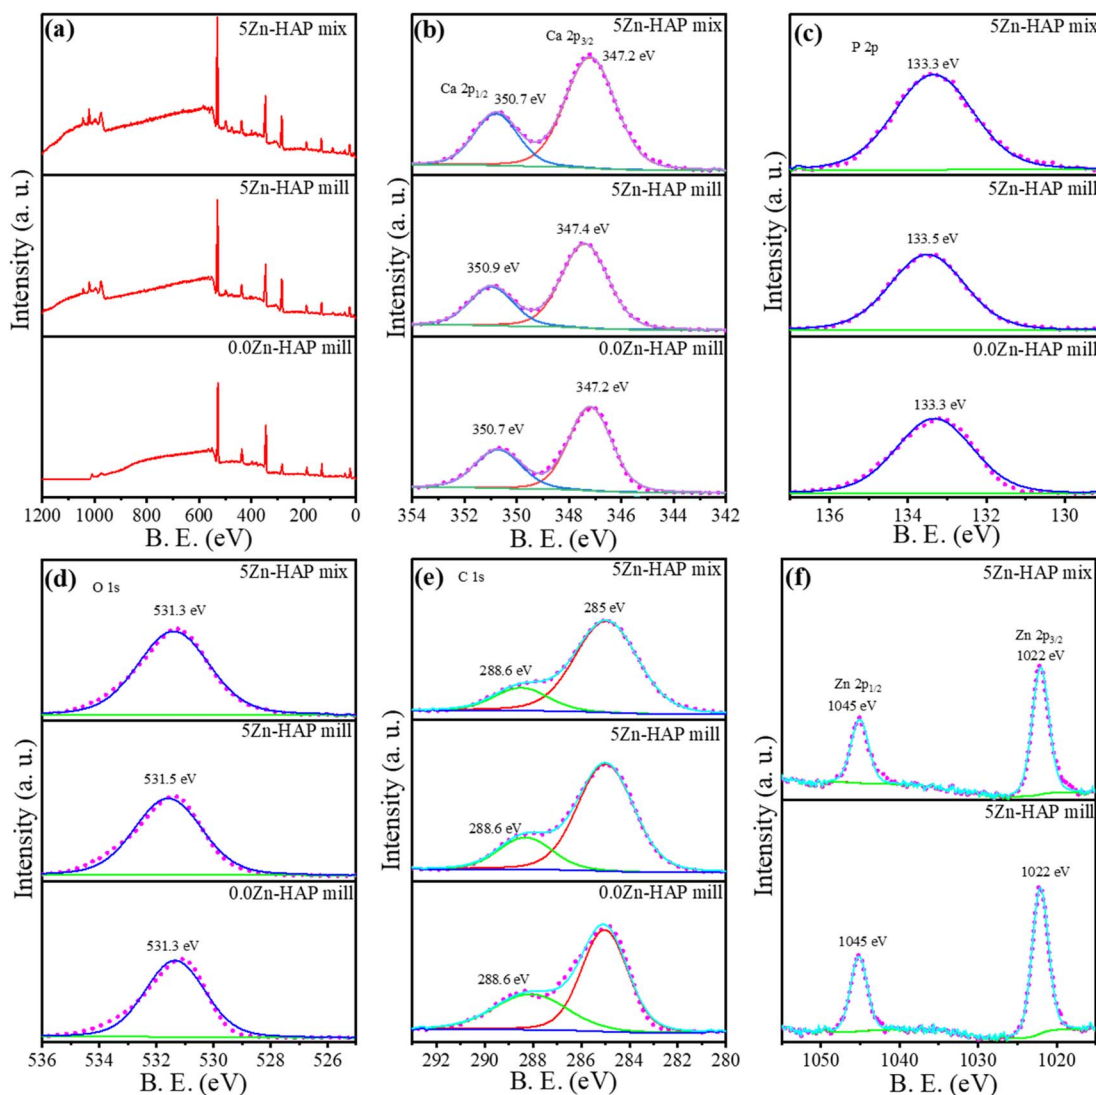 (a)
5Zn-HAP mix
5Zn-HAP mill
0.0Zn-HAP mill
Intensity (a. u.)
1200 1000 800 600 400 200 0
B. E. (eV)
(b)
5Zn-HAP mix
Ca 2p3/2
347.2 eV
Ca 2p1/2
350.7 eV
5Zn-HAP mill
347.4 eV
350.9 eV
0.0Zn-HAP mill
347.2 eV
350.7 eV
Intensity (a. u.)
354 352 350 348 346 344 342
B. E. (eV)
(c)
5Zn-HAP mix
P 2p
133.3 eV
5Zn-HAP mill
133.5 eV
0.0Zn-HAP mill
133.3 eV
Intensity (a. u.)
136 134 132 130
B. E. (eV)
(d)
5Zn-HAP mix
O 1s
531.3 eV
5Zn-HAP mill
531.5 eV
0.0Zn-HAP mill
531.3 eV
Intensity (a. u.)
536 534 532 530 528 526
B. E. (eV)
(e)
5Zn-HAP mix
C 1s
285 eV
288.6 eV
5Zn-HAP mill
288.6 eV
0.0Zn-HAP mill
288.6 eV
Intensity (a. u.)
292 290 288 286 284 282 280
B. E. (eV)
(f)
5Zn-HAP mix
Zn 2p3/2
1022 eV
Zn 2p1/2
1045 eV
5Zn-HAP mill
1022 eV
1045 eV
Intensity (a. u.)
1050 1040 1030 1020
B. E. (eV)